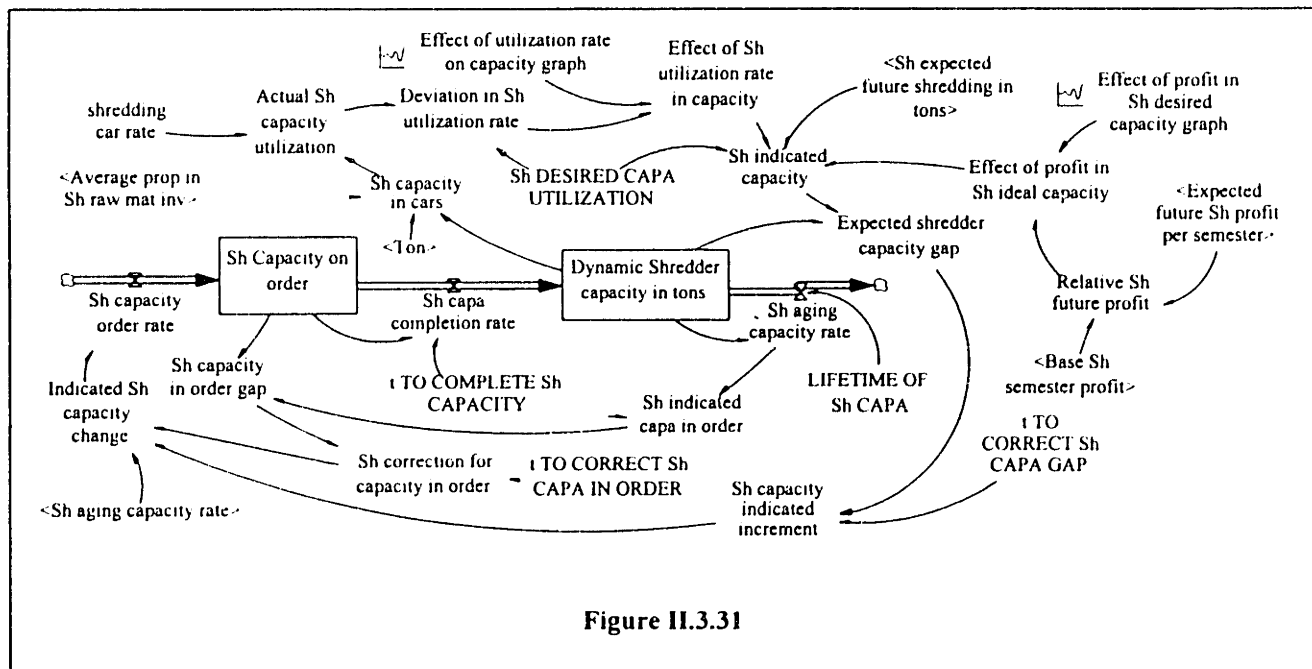 Effect of utilization rate
on capacity graph
Effect of Sh
utilization rate
in capacity
<Sh expected
future shredding in
tons>
Effect of profit in
Sh desired
capacity graph
shredding
car rate
Actual Sh
capacity
utilization
Deviation in Sh
utilization rate
Sh indicated
capacity
Effect of profit in
Sh ideal capacity
<Average prop in
Sh raw mat inv>
Sh capacity
in cars
Sh DESIRED CAPA
UTILIZATION
<Expected
future Sh profit
per semester>
<Ton>
Expected shredder
capacity gap
Sh Capacity on
order
Dynamic Shredder
capacity in tons
Relative Sh
future profit
Sh capacity
order rate
Sh capa
completion rate
Sh aging
capacity rate
<Base Sh
semester profit>
Sh capacity
in order gap
t TO COMPLETE Sh
CAPACITY
LIFETIME OF
Sh CAPA
Indicated Sh
capacity
change
Sh indicated
capa in order
t TO
CORRECT Sh
CAPA GAP
Sh correction for
capacity in order
t TO CORRECT Sh
CAPA IN ORDER
<Sh aging capacity rate>
Sh capacity
indicated
increment
Figure II.3.31